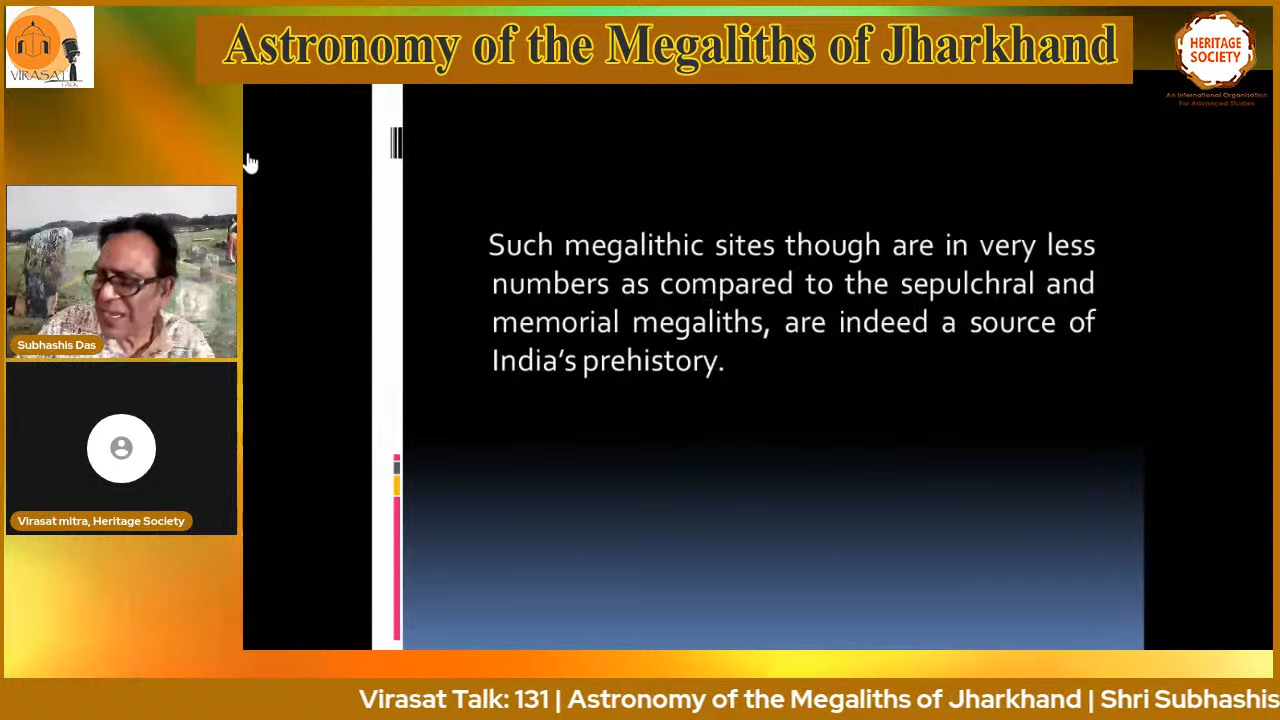 VIRASAT
TALK
Astronomy of the Megaliths of Jharkhand
HERITAGE
SOCIETY
An International Organisation
For Advanced Studies
Such megalithic sites though are in very less
numbers as compared to the sepulchral and
memorial megaliths, are indeed a source of
India's prehistory.
Subhashis Das
Virasat mitra, Heritage Society
Virasat Talk: 131 | Astronomy of the Megaliths of Jharkhand | Shri Subhashis